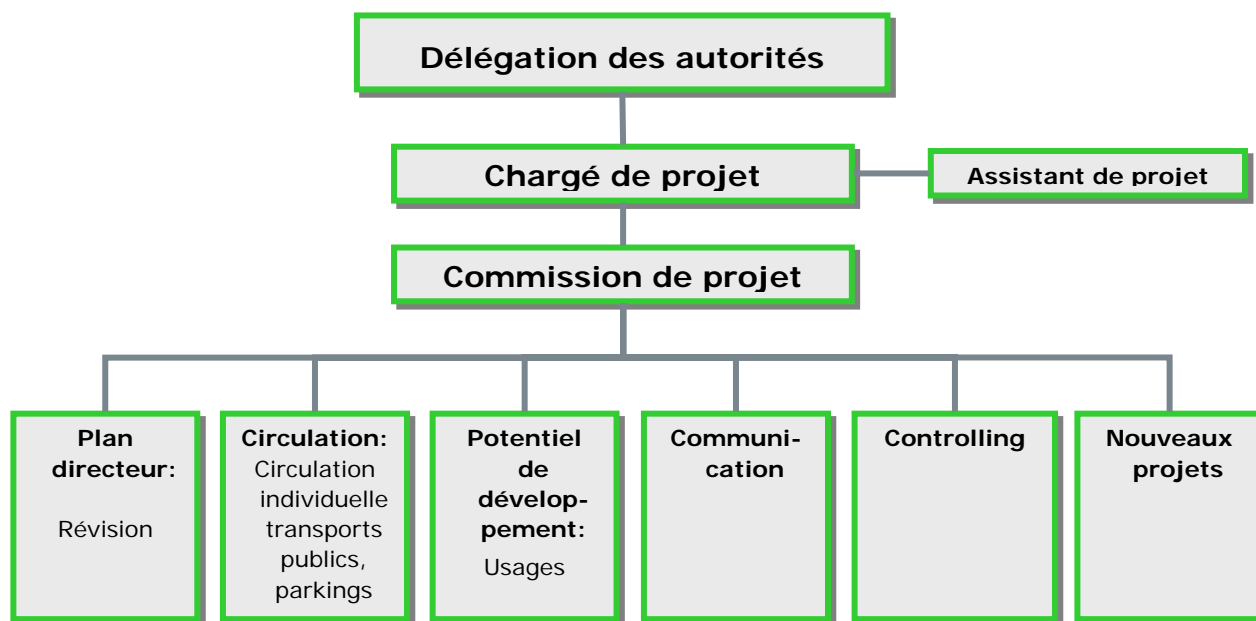 Délégation des autorités
Chargé de projet
Assistant de projet
Commission de projet
Plan
directeur:
Révision
Circulation:
Circulation
individuelle
transports
publics,
parkings
Potentiel
de
dévelop-
pement:
Usages
Communi-
cation
Controlling
Nouveaux
projets